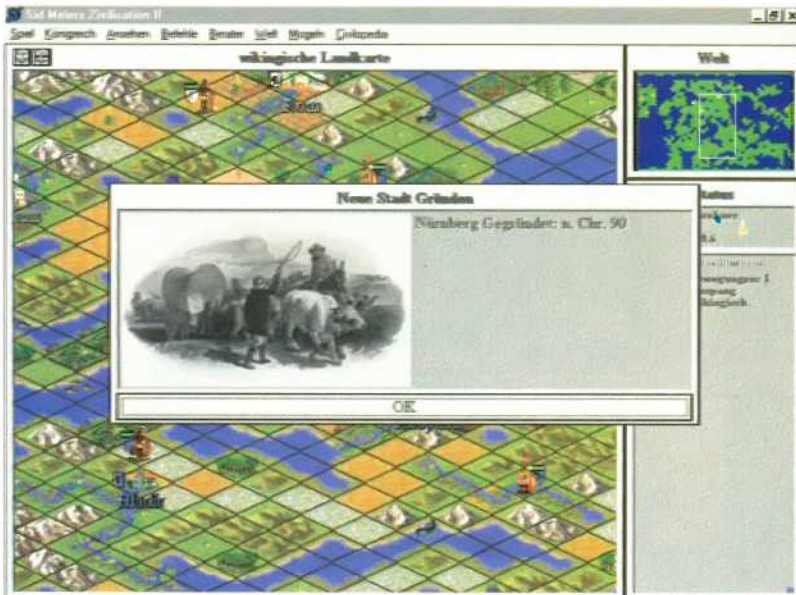 Sid Meiers Zivilisation II
Spiel Königreich Ansehen Befehle Berater Welt Mogeln Civilopedia
wikingische Landkarte
Welt
Neue Stadt Gründen
Nürnberg Gegründet: n. Chr. 90
OK